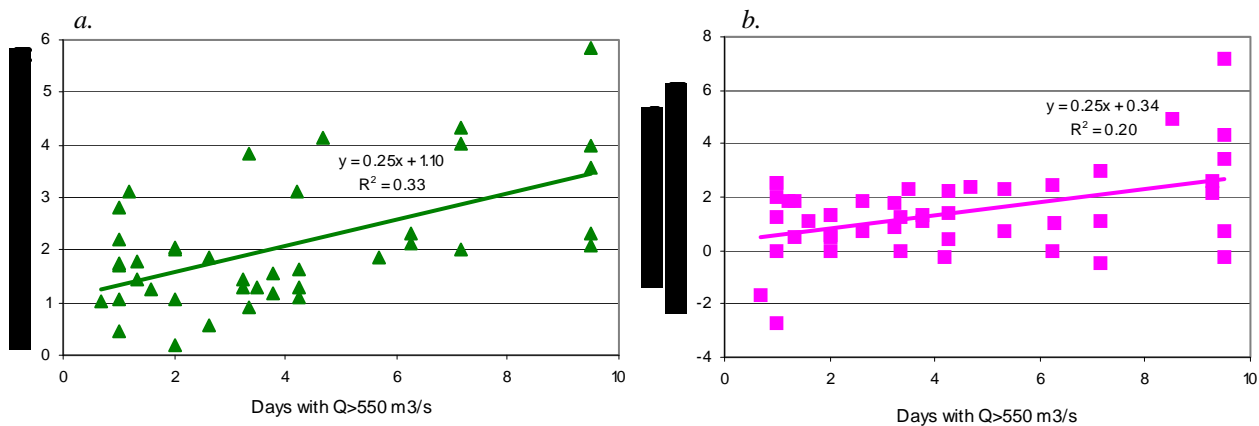 a.
6
5
4
3
2
1
0
y = 0.25x + 1.10
R² = 0.33
0 2 4 6 8 10
Days with Q>550 m3/s
b.
8
6
4
2
0
-2
-4
y = 0.25x + 0.34
R² = 0.20
0 2 4 6 8 10
Days with Q>550 m3/s